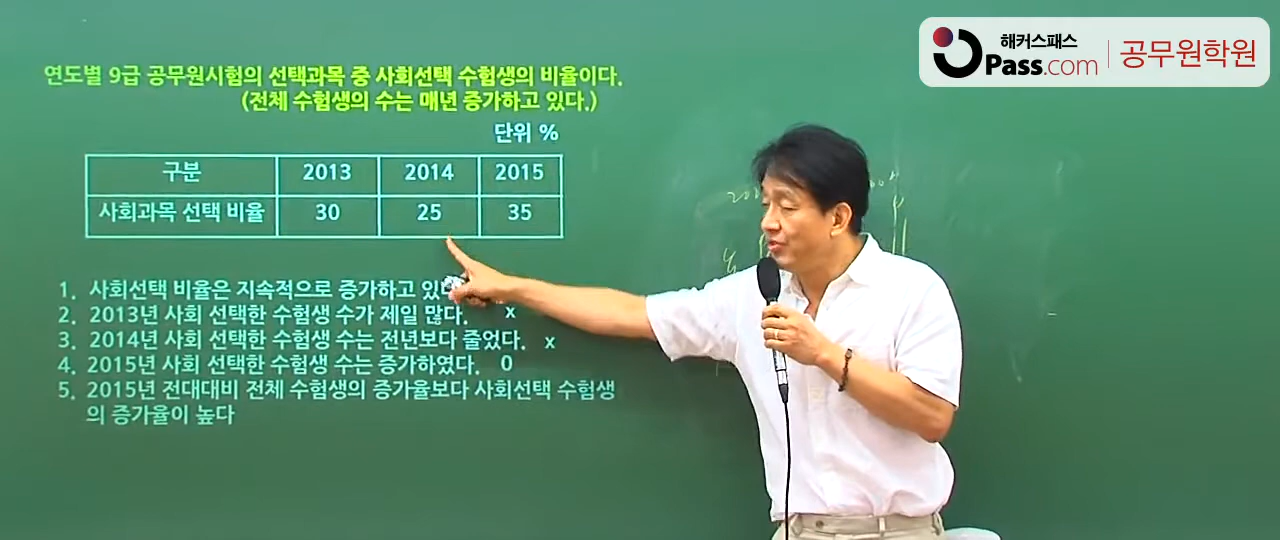 해커스패스
Pass.com 공무원학원
연도별 9급 공무원시험의 선택과목 중 사회선택 수험생의 비율이다.
(전체 수험생의 수는 매년 증가하고 있다.)
단위 %
구분 2013 2014 2015
사회과목 선택 비율 30 25 35
1. 사회선택 비율은 지속적으로 증가하고
2. 2013년 사회 선택한 수험생 수가 제일 많다. x
3. 2014년 사회 선택한 수험생 수는 전년보다 줄었다. x
4. 2015년 사회 선택한 수험생 수는 증가하였다. 0
5. 2015년 전대대비 전체 수험생의 증가율보다 사회선택 수험생
의 증가율이 높다